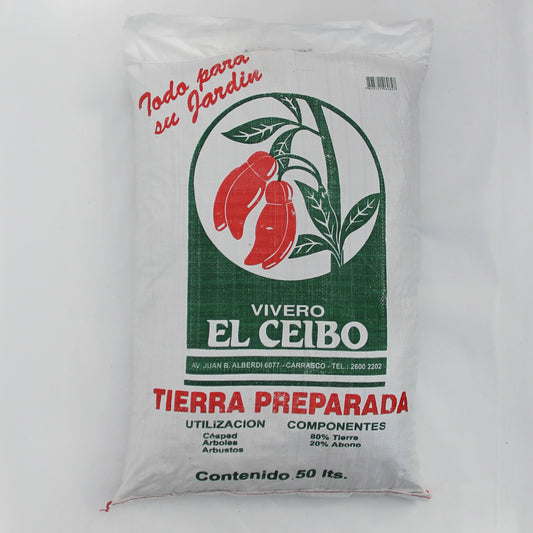 Todo para
su Jardin
VIVERO
EL CEIBO
AV. JUAN B. ALBERDI 6077 - CARRASCO - TEL.: 2600 2202
TIERRA PREPARADA
UTILIZACION
Césped
Arboles
Arbustos
COMPONENTES
80% Tierra
20% Abono
Contenido 50 lts.